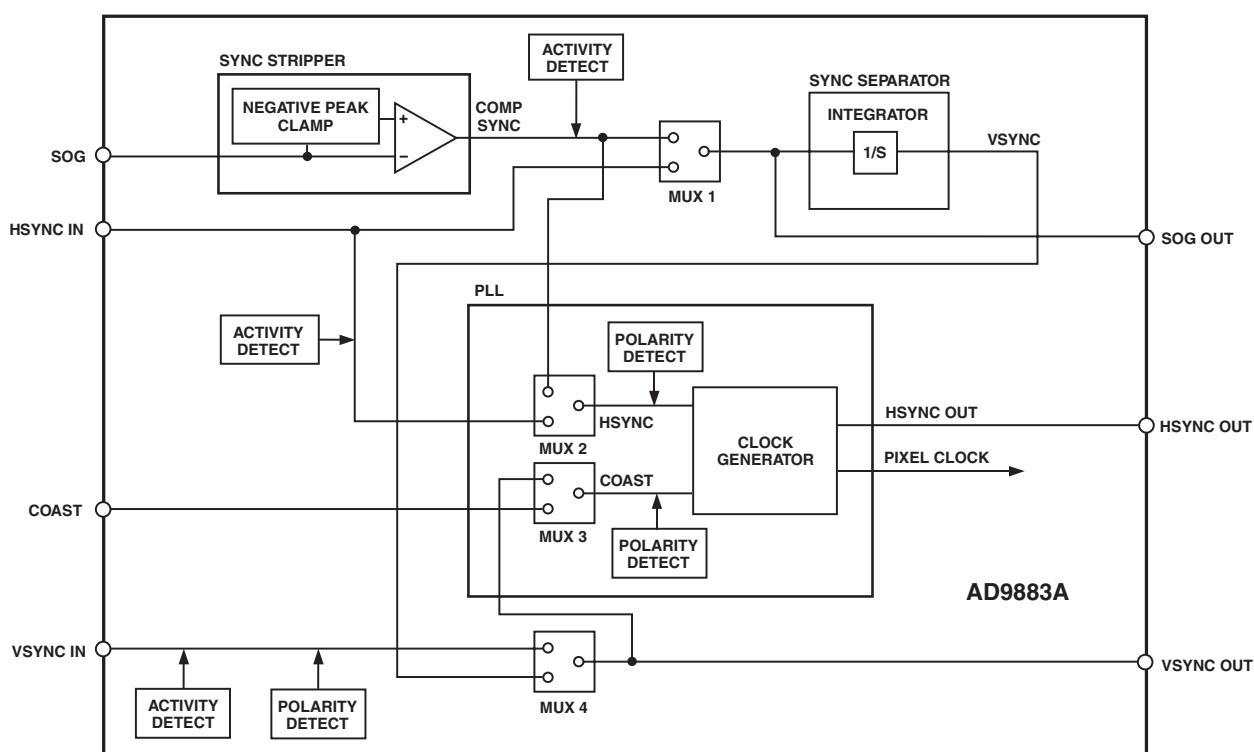 ACTIVITY
DETECT
SYNC STRIPPER
SYNC SEPARATOR
NEGATIVE PEAK
CLAMP
+
−
COMP
SYNC
INTEGRATOR
1/S
VSYNC
SOG
MUX 1
HSYNC IN
SOG OUT
PLL
ACTIVITY
DETECT
POLARITY
DETECT
HSYNC
MUX 2
CLOCK
GENERATOR
HSYNC OUT
HSYNC OUT
PIXEL CLOCK
COAST
COAST
MUX 3
POLARITY
DETECT
AD9883A
VSYNC IN
VSYNC OUT
ACTIVITY
DETECT
POLARITY
DETECT
MUX 4